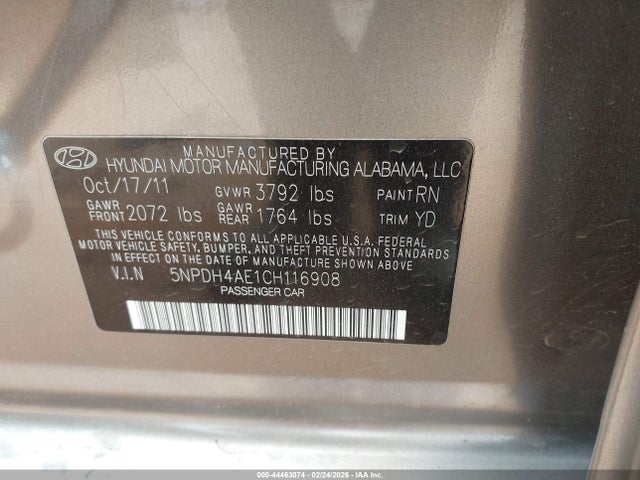 MANUFACTURED BY
HYUNDAI MOTOR MANUFACTURING ALABAMA, LLC
Oct/17/11 GVWR 3792 lbs PAINT RN
GAWR FRONT 2072 lbs GAWR REAR 1764 lbs TRIM YD
THIS VEHICLE CONFORMS TO ALL APPLICABLE U.S.A. FEDERAL
MOTOR VEHICLE SAFETY, BUMPER, AND THEFT PREVENTION STANDARDS
IN EFFECT ON THE DATE OF MANUFACTURE SHOWN ABOVE.
V.I.N 5NPDH4AE1CH116908
PASSENGER CAR
000-44463074 - 02/24/2026 - © IAA Inc.